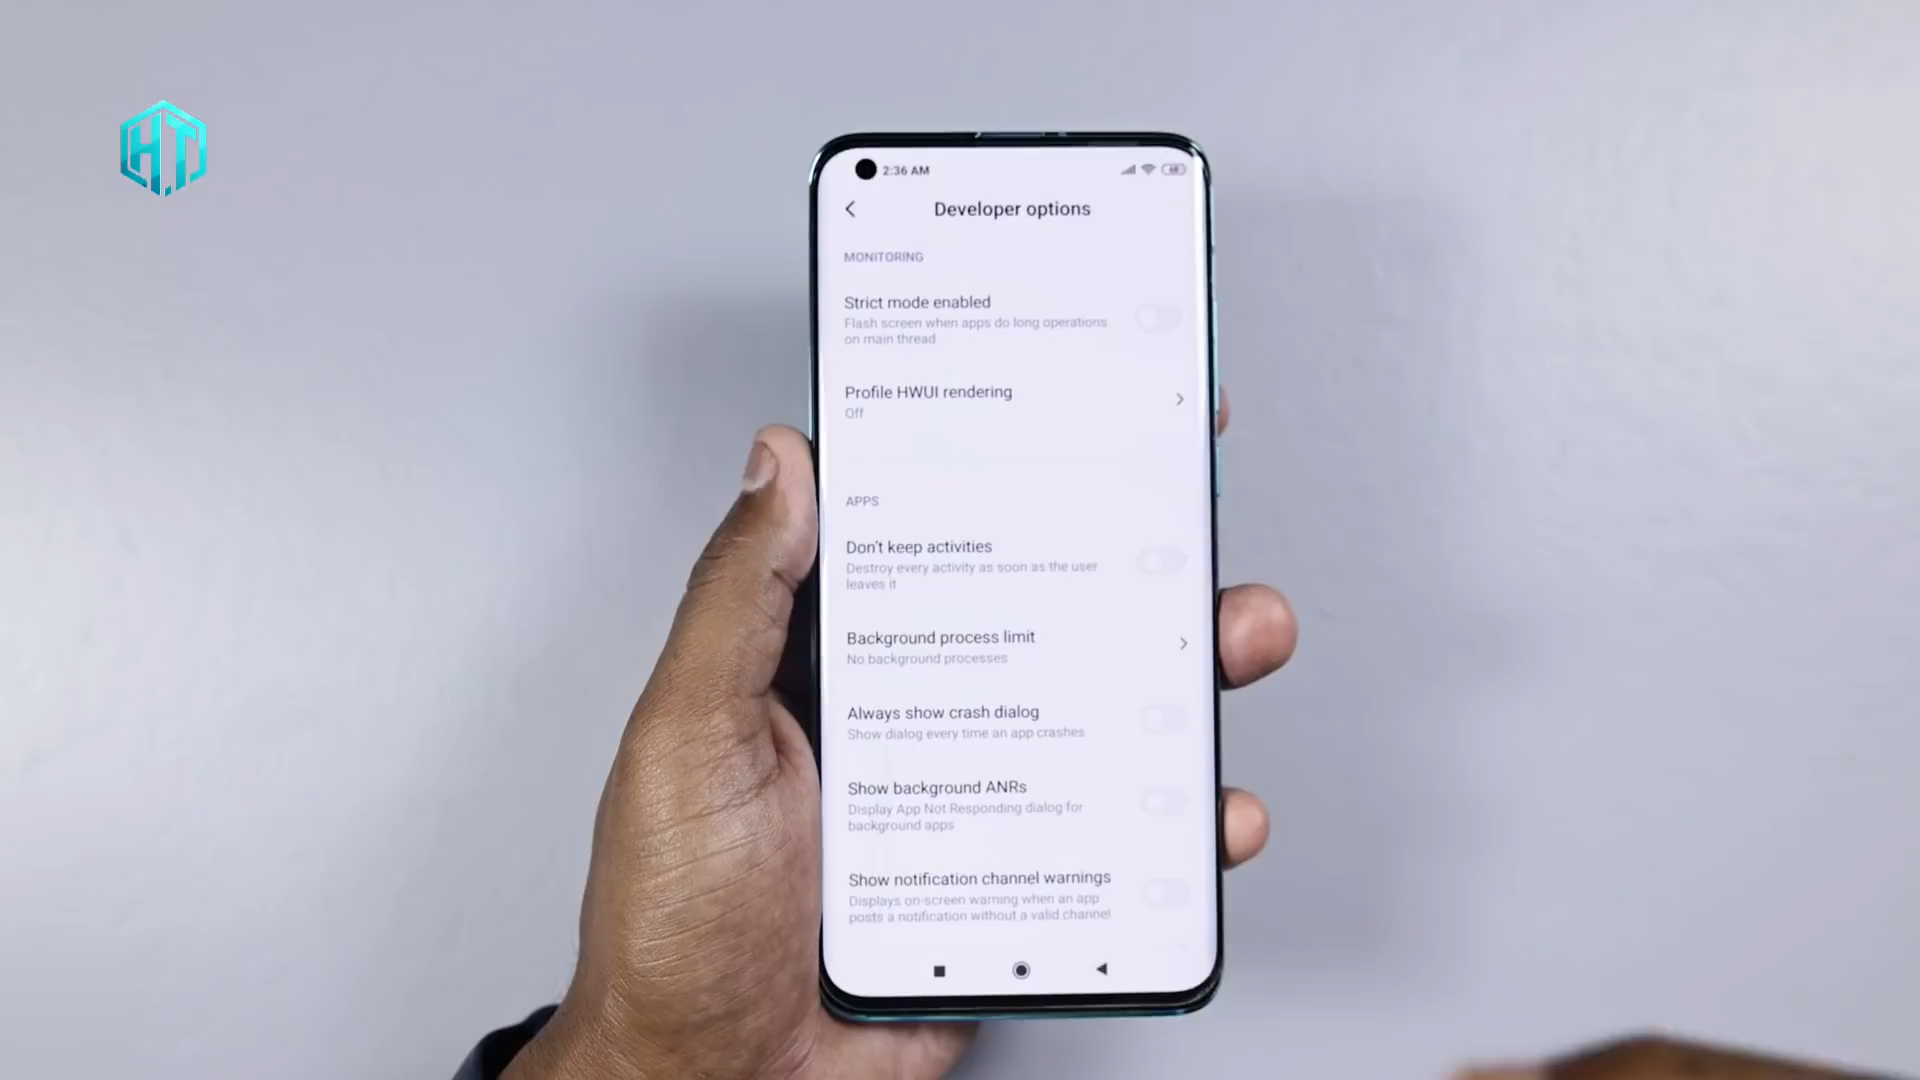 HT
2:36 AM
68
Developer options
MONITORING
Strict mode enabled
Flash screen when apps do long operations
on main thread
Profile HWUI rendering
Off
APPS
Don't keep activities
Destroy every activity as soon as the user
leaves it
Background process limit
No background processes
Always show crash dialog
Show dialog every time an app crashes
Show background ANRs
Display App Not Responding dialog for
background apps
Show notification channel warnings
Displays on-screen warning when an app
posts a notification without a valid channel